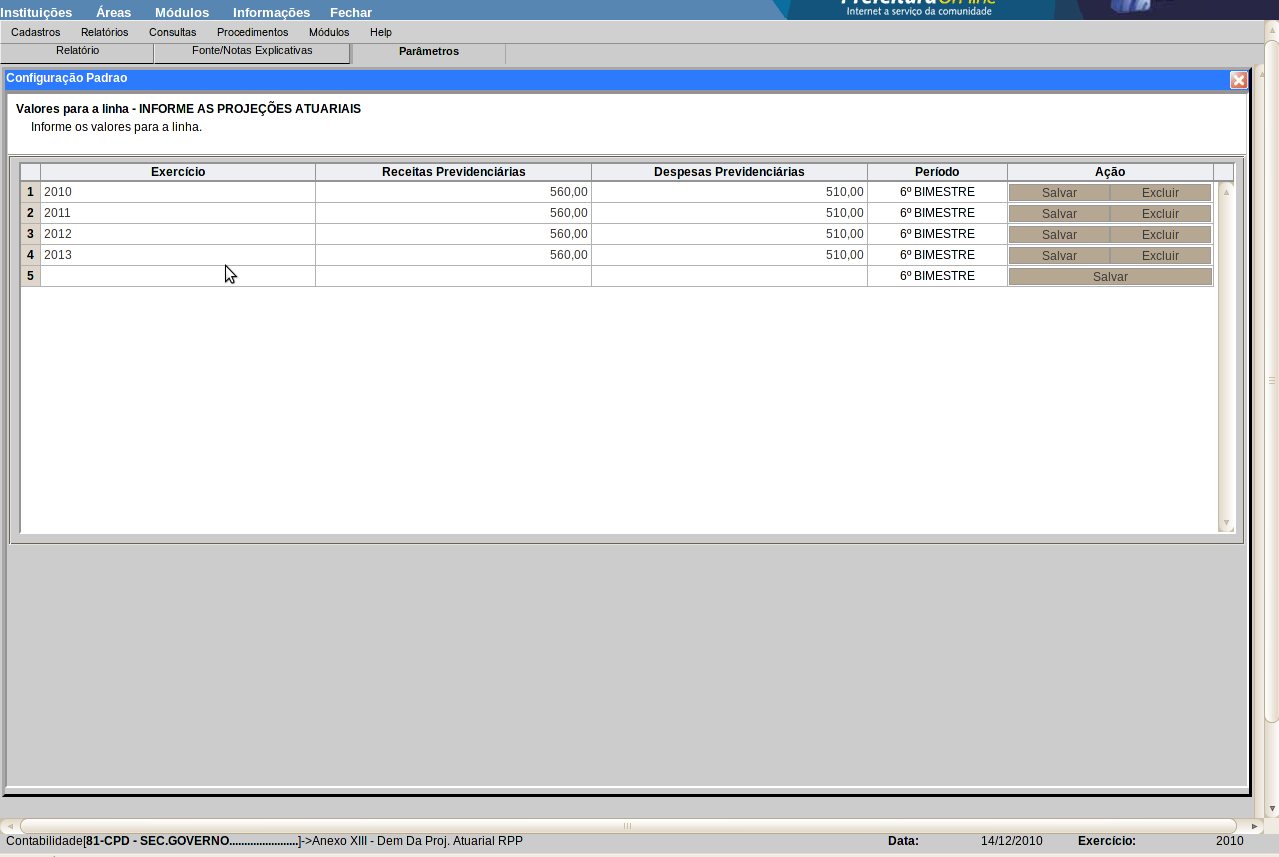 Instituições Áreas Módulos Informações Fechar
Internet a serviço da comunidade
Cadastros Relatórios Consultas Procedimentos Módulos Help
Relatório Fonte/Notas Explicativas Parâmetros
Configuração Padrao
Valores para a linha - INFORME AS PROJEÇÕES ATUARIAIS
Informe os valores para a linha.
Exercício Receitas Previdenciárias Despesas Previdenciárias Período Ação
1 2010 560,00 510,00 6º BIMESTRE Salvar Excluir
2 2011 560,00 510,00 6º BIMESTRE Salvar Excluir
3 2012 560,00 510,00 6º BIMESTRE Salvar Excluir
4 2013 560,00 510,00 6º BIMESTRE Salvar Excluir
5 6º BIMESTRE Salvar
Contabilidade[81-CPD - SEC.GOVERNO.......................]->Anexo XIII - Dem Da Proj. Atuarial RPP Data: 14/12/2010 Exercício: 2010